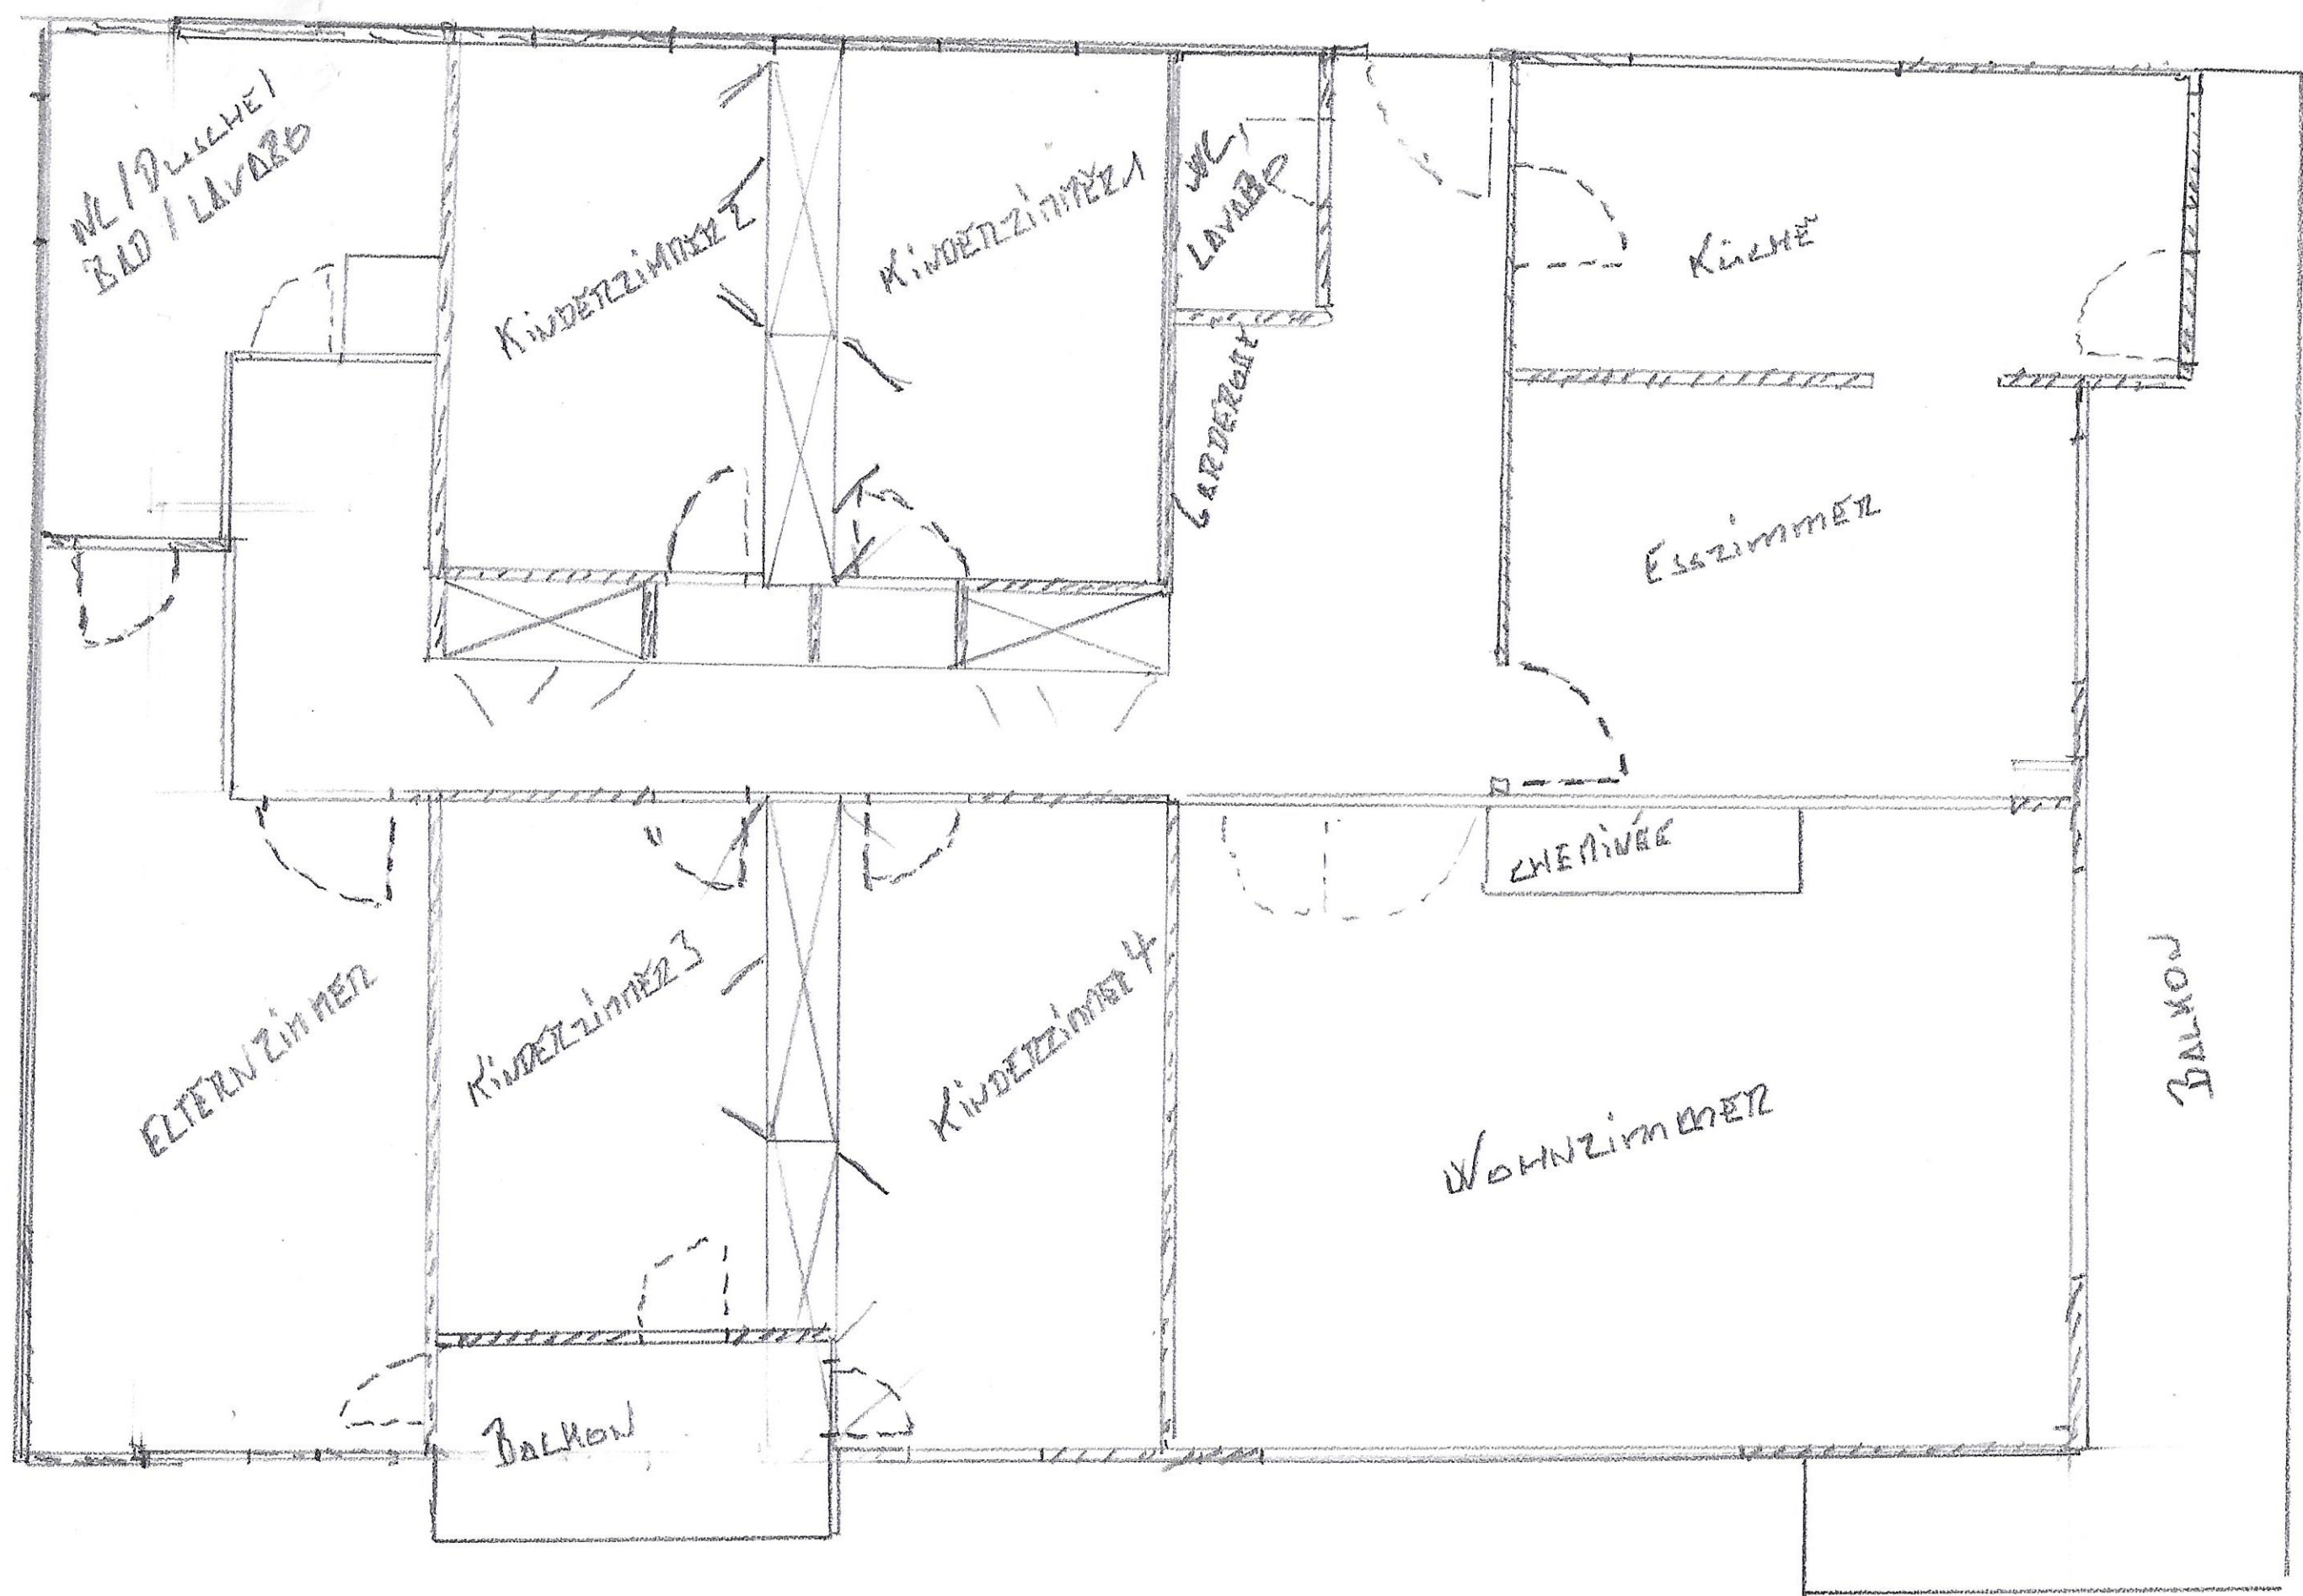 WC / DUSCHE /
BAD / LAVABO
KINDERZIMMER 2
KINDERZIMMER 1
WC,
LAVABO
GARDEROBE
KÜCHE
ESSZIMMER
CHEMINÉE
ELTERNZIMMER
KINDERZIMMER 3
KINDERZIMMER 4
WOHNZIMMER
BALKON
BALKON